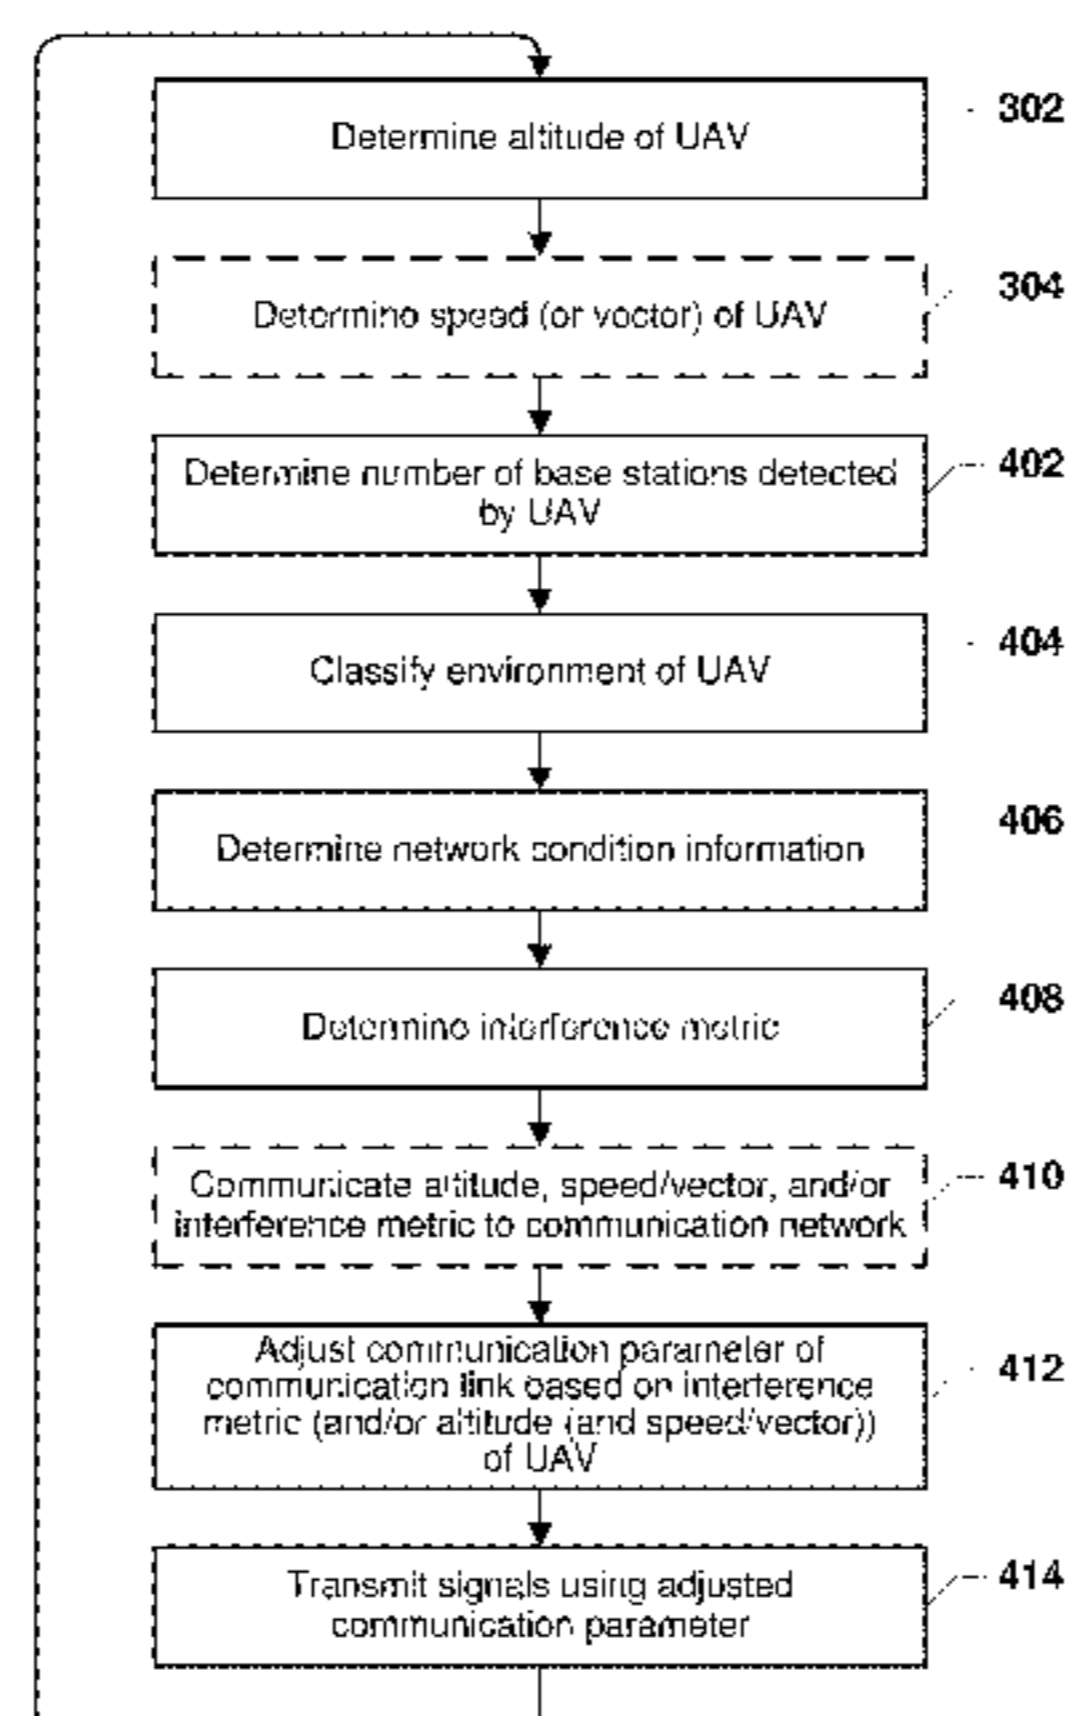 Determine altitude of UAV
302
Determine speed (or vector) of UAV
304
Determine number of base stations detected
by UAV
402
Classify environment of UAV
404
Determine network condition information
406
Determine interference metric
408
Communicate altitude, speed/vector, and/or
interference metric to communication network
410
Adjust communication parameter of
communication link based on interference
metric (and/or altitude (and speed/vector))
of UAV
412
Transmit signals using adjusted
communication parameter
414